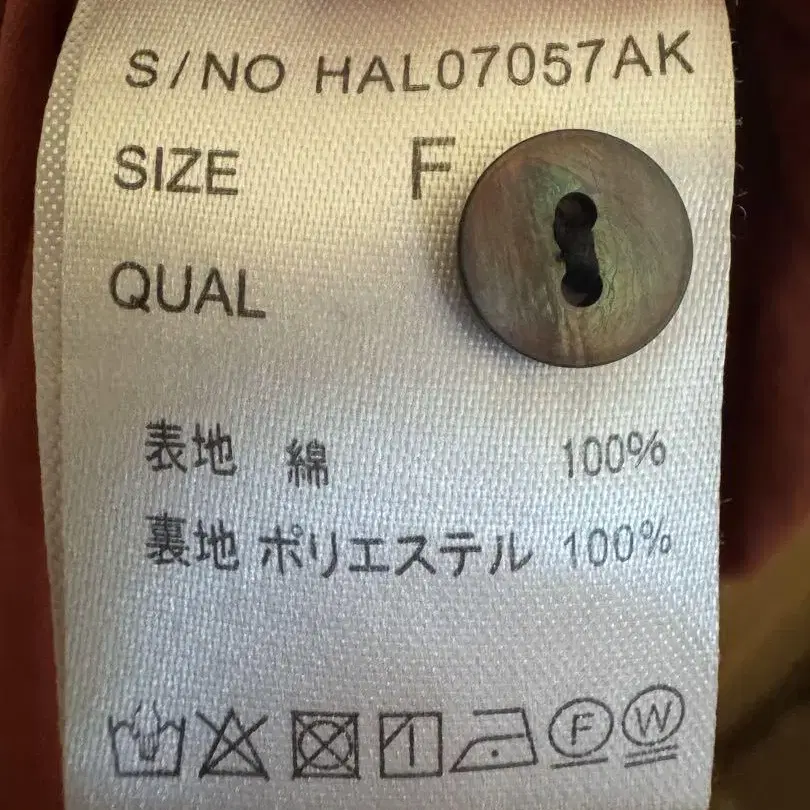 S/NO HAL07057AK
SIZE F
QUAL
表地 綿 100%
裏地 ポリエステル 100%
F W